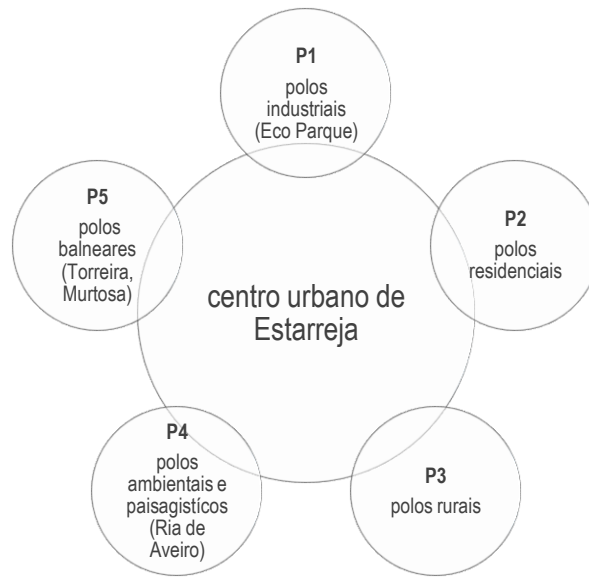 P1
polos
industriais
(Eco Parque)
P2
polos
residenciais
P3
polos rurais
P4
polos
ambientais e
paisagistícos
(Ria de
Aveiro)
P5
polos
balneares
(Torreira,
Murtosa)
centro urbano de
Estarreja